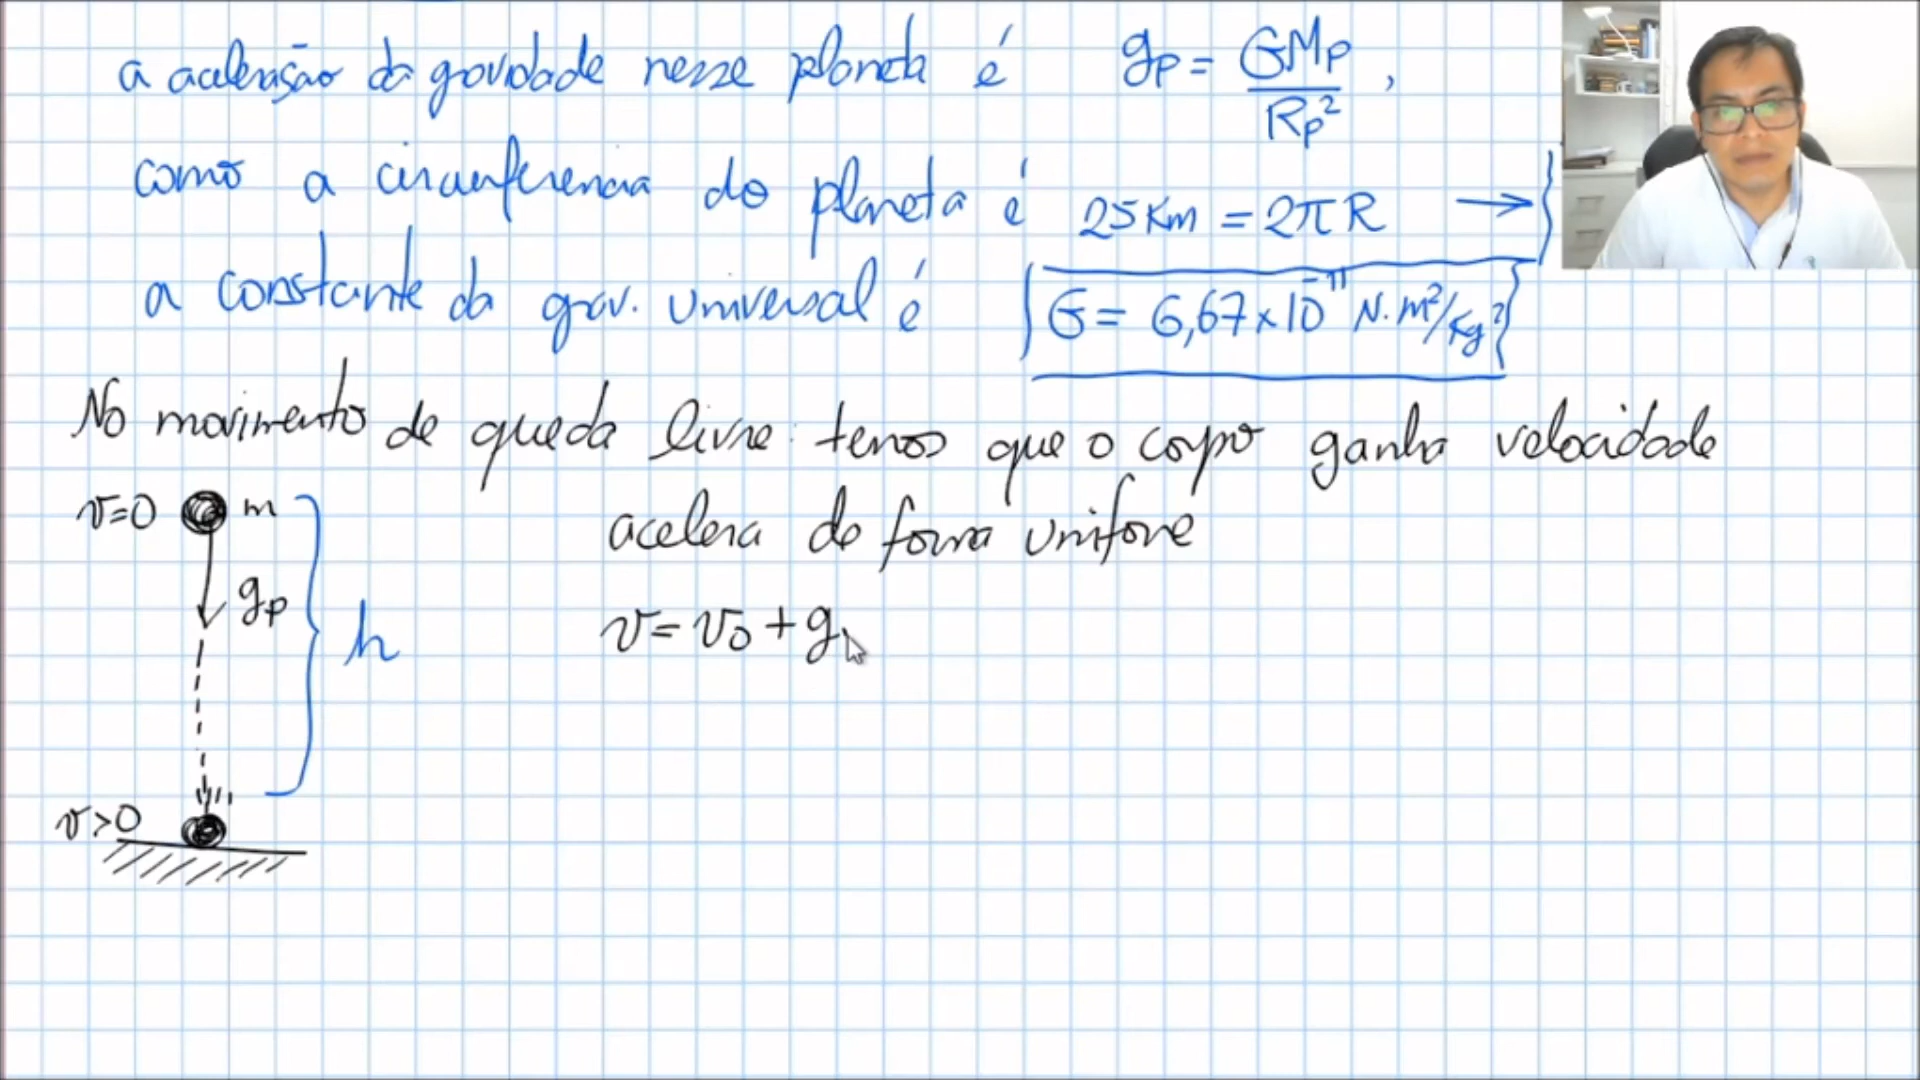 a aceleração da gravidade nesse planeta é gp = GMp / Rp² ,
como a circunferencia do planeta é 25 Km = 2πR →
a constante da grav. universal é G = 6,67 × 10⁻¹¹ N.m²/Kg²
No movimento de queda livre: temos que o corpo ganha velocidade
v=0 m
acelera de forma uniforme
gp
h
v = v₀ + g
v>0